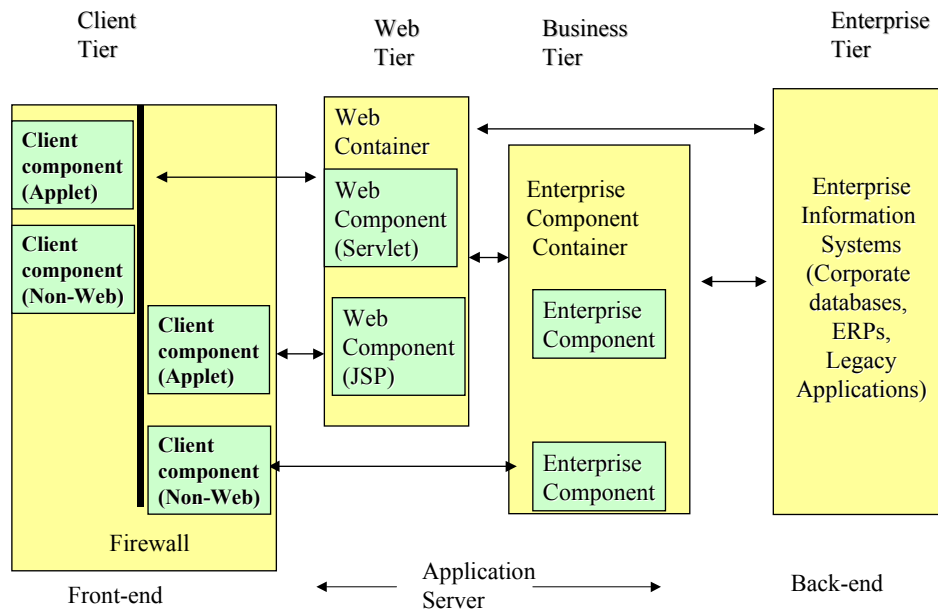 Client
Tier
Web
Tier
Business
Tier
Enterprise
Tier
Client
component
(Applet)
Client
component
(Non-Web)
Client
component
(Applet)
Client
component
(Non-Web)
Firewall
Web
Container
Web
Component
(Servlet)
Web
Component
(JSP)
Enterprise
Component
Container
Enterprise
Component
Enterprise
Component
Enterprise
Information
Systems
(Corporate
databases,
ERPs,
Legacy
Applications)
Front-end
Application
Server
Back-end